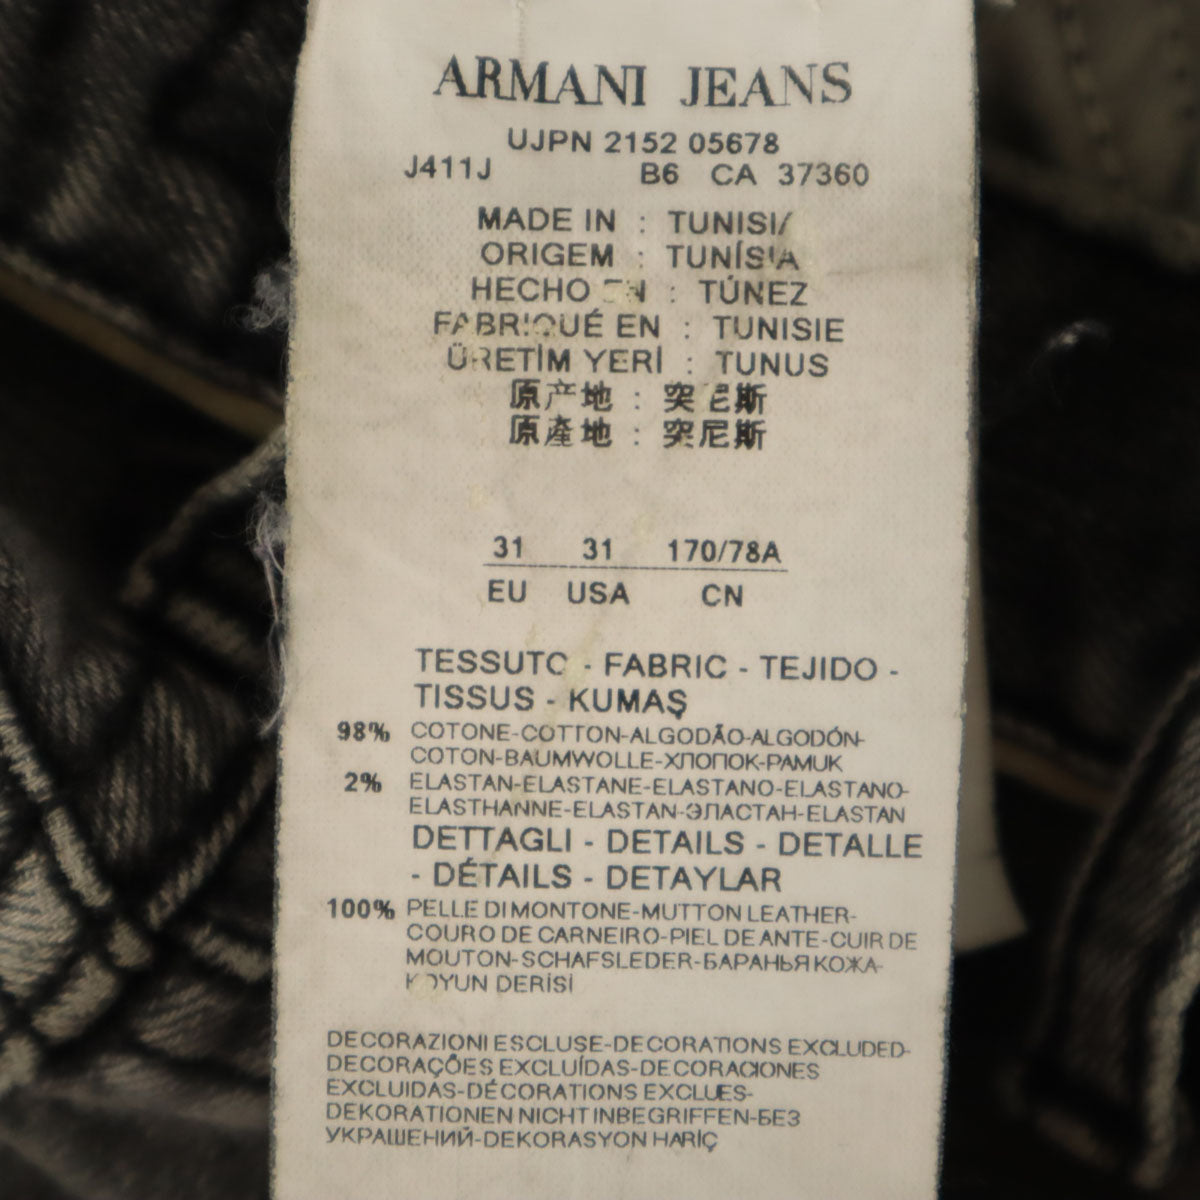 ARMANI JEANS
UJPN 2152 05678
J411J B6 CA 37360
MADE IN : TUNISIA
ORIGEM : TUNÍSIA
HECHO EN : TÚNEZ
FABRIQUÉ EN : TUNISIE
ÜRETİM YERİ : TUNUS
原产地 : 突尼斯
原產地 : 突尼斯
31 31 170/78A
EU USA CN
TESSUTO - FABRIC - TEJIDO -
TISSUS - KUMAŞ
98% COTONE-COTTON-ALGODÃO-ALGODÓN-
COTON-BAUMWOLLE-ХЛОПОК-PAMUK
2% ELASTAN-ELASTANE-ELASTANO-ELASTANO-
ELASTHANNE-ELASTAN-ЭЛАСТАН-ELASTAN
DETTAGLI - DETAILS - DETALLE
- DÉTAILS - DETAYLAR
100% PELLE DI MONTONE-MUTTON LEATHER-
COURO DE CARNEIRO-PIEL DE ANTE-CUIR DE
MOUTON-SCHAFSLEDER-БАРАНЬЯ КОЖА-
KOYUN DERİSİ
DECORAZIONI ESCLUSE-DECORATIONS EXCLUDED-
DECORAÇÕES EXCLUÍDAS-DECORACIONES
EXCLUIDAS-DÉCORATIONS EXCLUES-
DEKORATIONEN NICHT INBEGRIFFEN-БЕЗ
УКРАШЕНИЙ-DEKORASYON HARİÇ